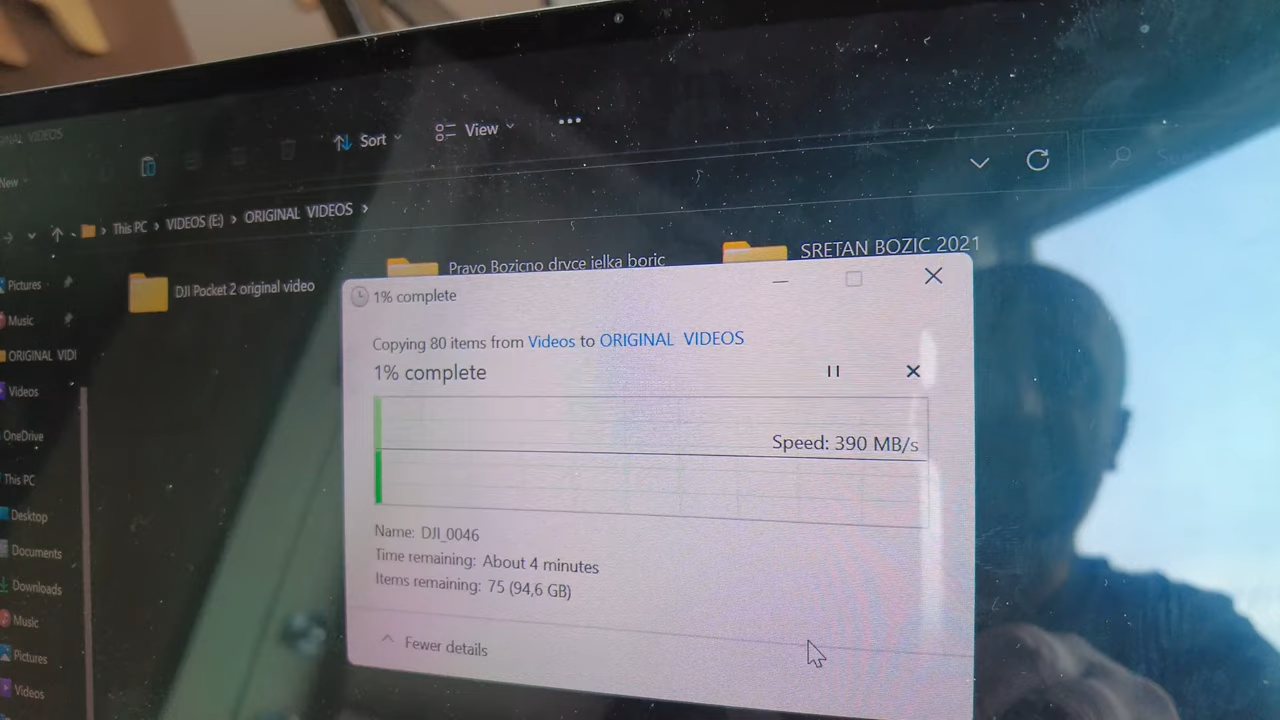 Sort
View
New
This PC > VIDEOS (E:) > ORIGINAL VIDEOS >
DJI Pocket 2 original video
Pravo Bozicno drvce jelka boric
SRETAN BOZIC 2021
Pictures
Music
ORIGINAL VIDI
Videos
OneDrive
This PC
Desktop
Documents
Downloads
Music
Pictures
Videos
1% complete
Copying 80 items from Videos to ORIGINAL VIDEOS
1% complete
Speed: 390 MB/s
Name: DJI_0046
Time remaining: About 4 minutes
Items remaining: 75 (94,6 GB)
Fewer details